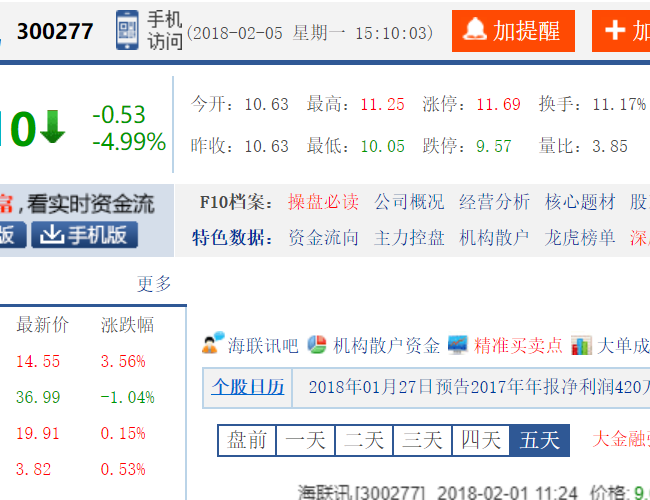 300277 手机访问 (2018-02-05 星期一 15:10:03) 加提醒 加
10 -0.53
-4.99%
今开: 10.63 最高: 11.25 涨停: 11.69 换手: 11.17%
昨收: 10.63 最低: 10.05 跌停: 9.57 量比: 3.85
富,看实时资金流
版 手机版
F10档案: 操盘必读 公司概况 经营分析 核心题材 股
特色数据: 资金流向 主力控盘 机构散户 龙虎榜单 深
更多
最新价 涨跌幅
14.55 3.56%
36.99 -1.04%
19.91 0.15%
3.82 0.53%
海联讯吧 机构散户资金 精准买卖点 大单成
个股日历 2018年01月27日预告2017年年报净利润420万
盘前 一天 二天 三天 四天 五天 大金融
海联讯[300277] 2018-02-01 11:24 价格: 9.